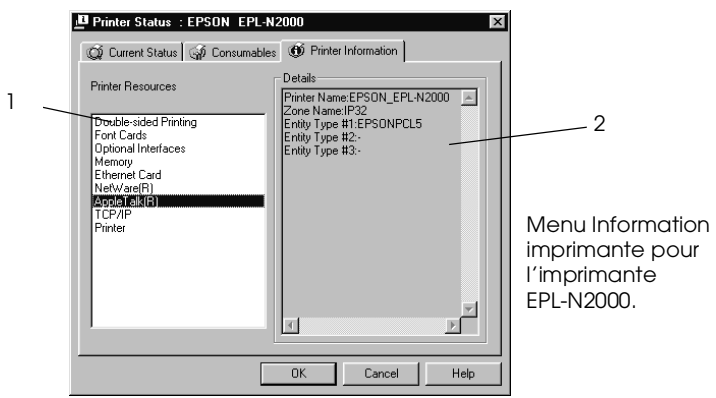 Printer Status : EPSON EPL-N2000
Current Status
Consumables
Printer Information
Printer Resources
Double-sided Printing
Font Cards
Optional Interfaces
Memory
Ethernet Card
NetWare(R)
AppleTalk(R)
TCP/IP
Printer
Details
Printer Name:EPSON_EPL-N2000
Zone Name:IP32
Entity Type #1:EPSONPCL5
Entity Type #2:-
Entity Type #3:-
OK
Cancel
Help
1
2
Menu Information
imprimante pour
l'imprimante
EPL-N2000.